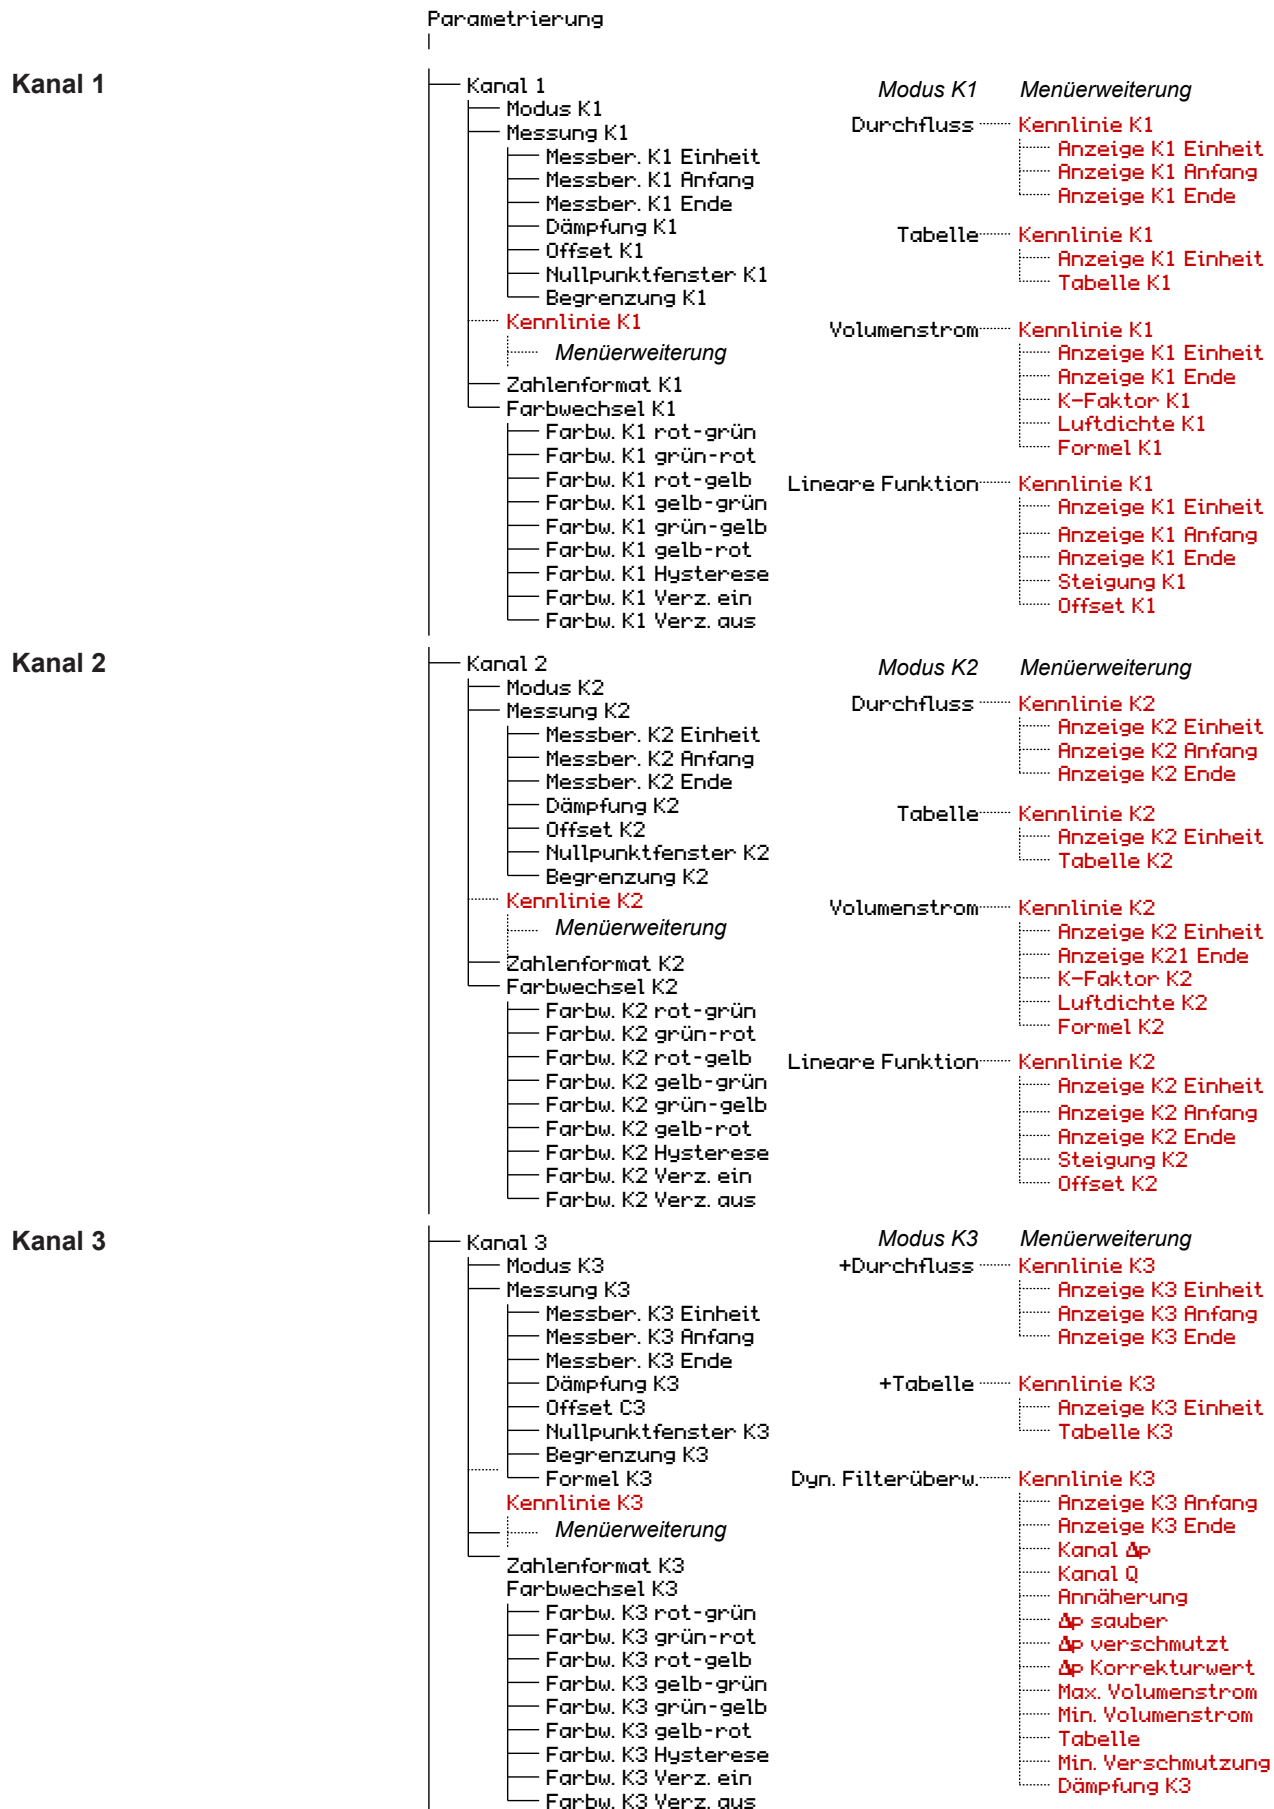 Parametrierung
Kanal 1
Kanal 1
Modus K1
Messung K1
Messber. K1 Einheit
Messber. K1 Anfang
Messber. K1 Ende
Dämpfung K1
Offset K1
Nullpunktfenster K1
Begrenzung K1
Kennlinie K1
Menüerweiterung
Zahlenformat K1
Farbwechsel K1
Farbw. K1 rot-grün
Farbw. K1 grün-rot
Farbw. K1 rot-gelb
Farbw. K1 gelb-grün
Farbw. K1 grün-gelb
Farbw. K1 gelb-rot
Farbw. K1 Hysterese
Farbw. K1 Verz. ein
Farbw. K1 Verz. aus
Modus K1 Menüerweiterung
Durchfluss Kennlinie K1
Anzeige K1 Einheit
Anzeige K1 Anfang
Anzeige K1 Ende
Tabelle Kennlinie K1
Anzeige K1 Einheit
Tabelle K1
Volumenstrom Kennlinie K1
Anzeige K1 Einheit
Anzeige K1 Ende
K-Faktor K1
Luftdichte K1
Formel K1
Lineare Funktion Kennlinie K1
Anzeige K1 Einheit
Anzeige K1 Anfang
Anzeige K1 Ende
Steigung K1
Offset K1
Kanal 2
Kanal 2
Modus K2
Messung K2
Messber. K2 Einheit
Messber. K2 Anfang
Messber. K2 Ende
Dämpfung K2
Offset K2
Nullpunktfenster K2
Begrenzung K2
Kennlinie K2
Menüerweiterung
Zahlenformat K2
Farbwechsel K2
Farbw. K2 rot-grün
Farbw. K2 grün-rot
Farbw. K2 rot-gelb
Farbw. K2 gelb-grün
Farbw. K2 grün-gelb
Farbw. K2 gelb-rot
Farbw. K2 Hysterese
Farbw. K2 Verz. ein
Farbw. K2 Verz. aus
Modus K2 Menüerweiterung
Durchfluss Kennlinie K2
Anzeige K2 Einheit
Anzeige K2 Anfang
Anzeige K2 Ende
Tabelle Kennlinie K2
Anzeige K2 Einheit
Tabelle K2
Volumenstrom Kennlinie K2
Anzeige K2 Einheit
Anzeige K21 Ende
K-Faktor K2
Luftdichte K2
Formel K2
Lineare Funktion Kennlinie K2
Anzeige K2 Einheit
Anzeige K2 Anfang
Anzeige K2 Ende
Steigung K2
Offset K2
Kanal 3
Kanal 3
Modus K3
Messung K3
Messber. K3 Einheit
Messber. K3 Anfang
Messber. K3 Ende
Dämpfung K3
Offset C3
Nullpunktfenster K3
Begrenzung K3
Formel K3
Kennlinie K3
Menüerweiterung
Zahlenformat K3
Farbwechsel K3
Farbw. K3 rot-grün
Farbw. K3 grün-rot
Farbw. K3 rot-gelb
Farbw. K3 gelb-grün
Farbw. K3 grün-gelb
Farbw. K3 gelb-rot
Farbw. K3 Hysterese
Farbw. K3 Verz. ein
Farbw. K3 Verz. aus
Modus K3 Menüerweiterung
+Durchfluss Kennlinie K3
Anzeige K3 Einheit
Anzeige K3 Anfang
Anzeige K3 Ende
+Tabelle Kennlinie K3
Anzeige K3 Einheit
Tabelle K3
Dyn. Filterüberw. Kennlinie K3
Anzeige K3 Anfang
Anzeige K3 Ende
Kanal Δp
Kanal Q
Annäherung
Δp sauber
Δp verschmutzt
Δp Korrekturwert
Max. Volumenstrom
Min. Volumenstrom
Tabelle
Min. Verschmutzung
Dämpfung K3